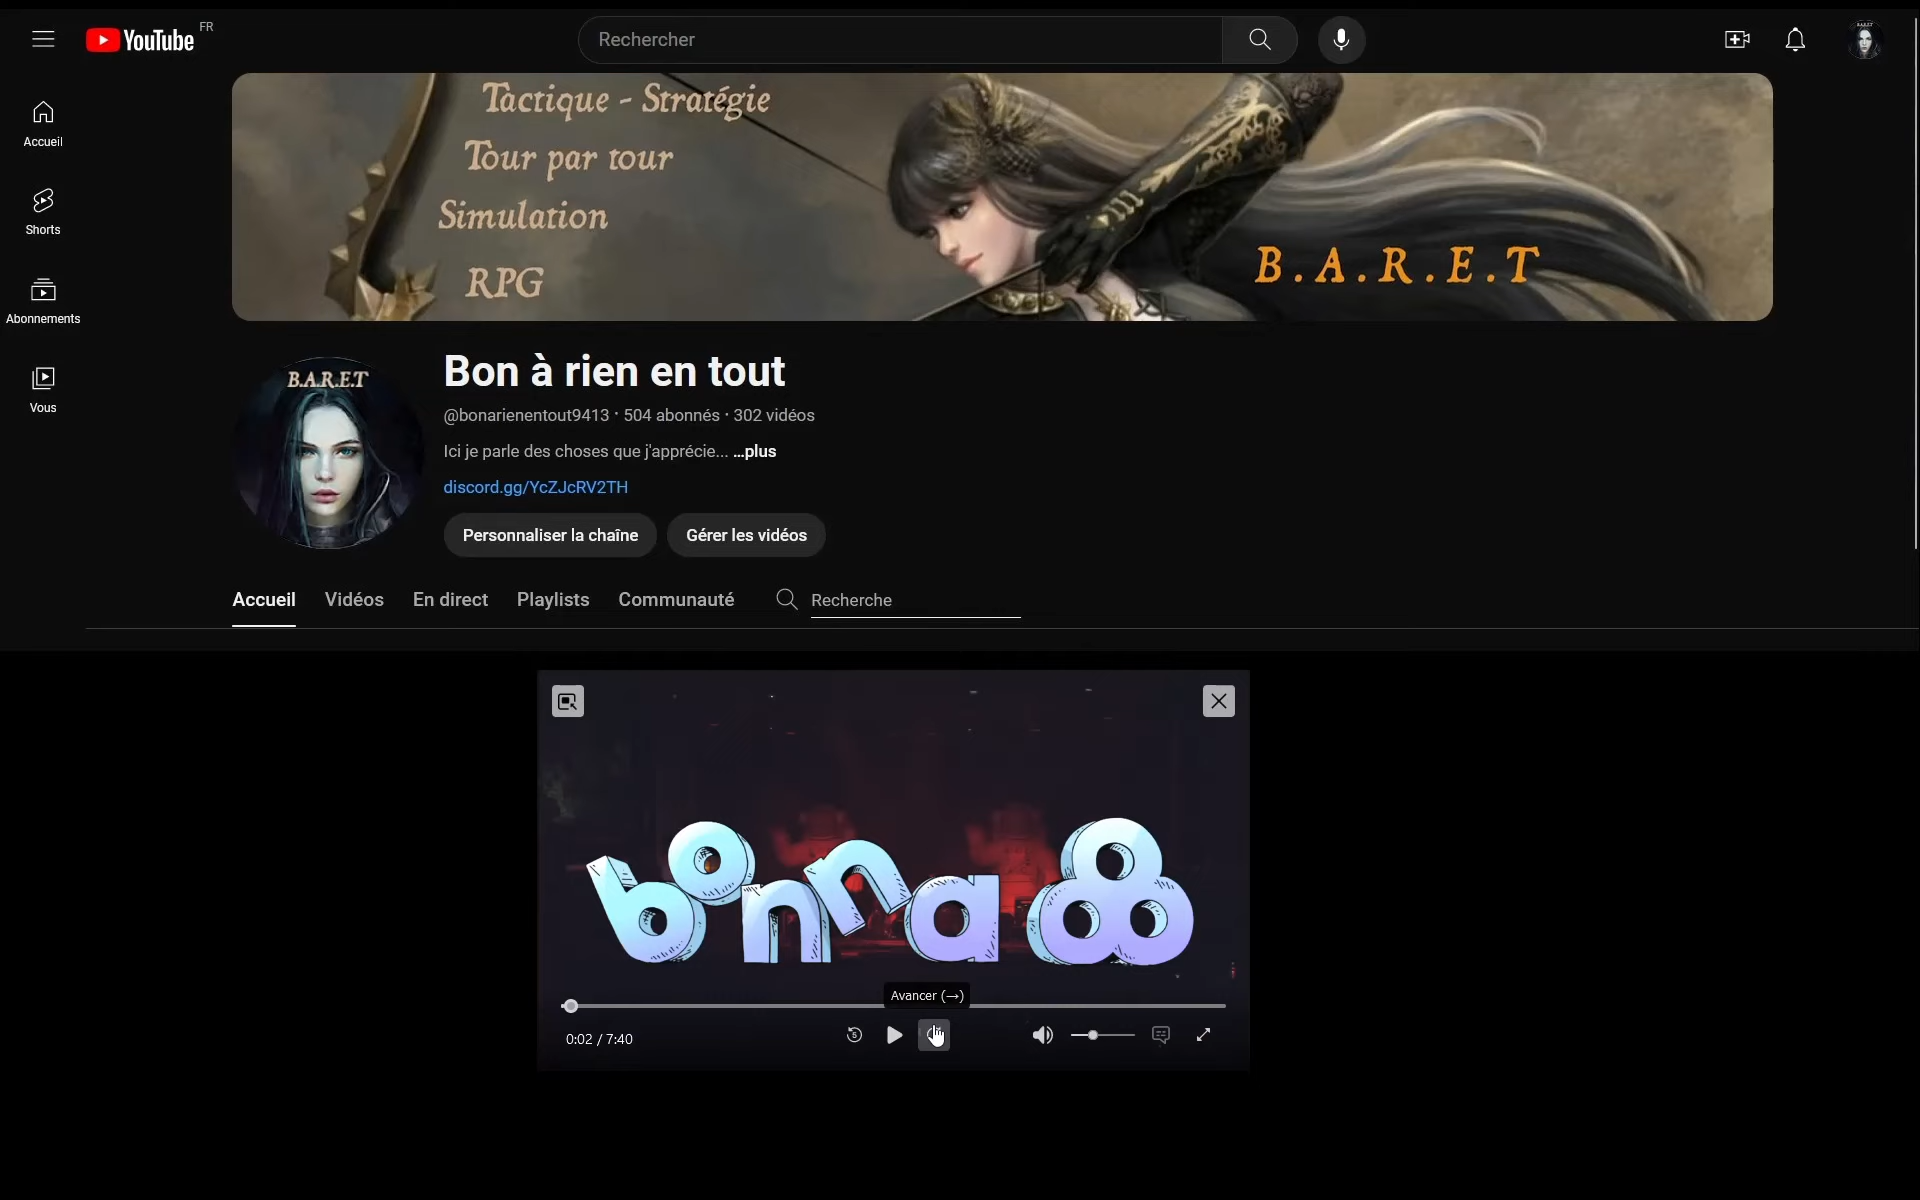 YouTube FR
Rechercher
Accueil
Shorts
Abonnements
Vous
Tactique - Stratégie
Tour par tour
Simulation
RPG
B.A.R.E.T
B.A.R.E.T
Bon à rien en tout
@bonarienentout9413 · 504 abonnés · 302 vidéos
Ici je parle des choses que j'apprécie... ...plus
discord.gg/YcZJcRV2TH
Personnaliser la chaîne Gérer les vidéos
Accueil Vidéos En direct Playlists Communauté Recherche
bonna
Avancer (→)
0:02 / 7:40
5